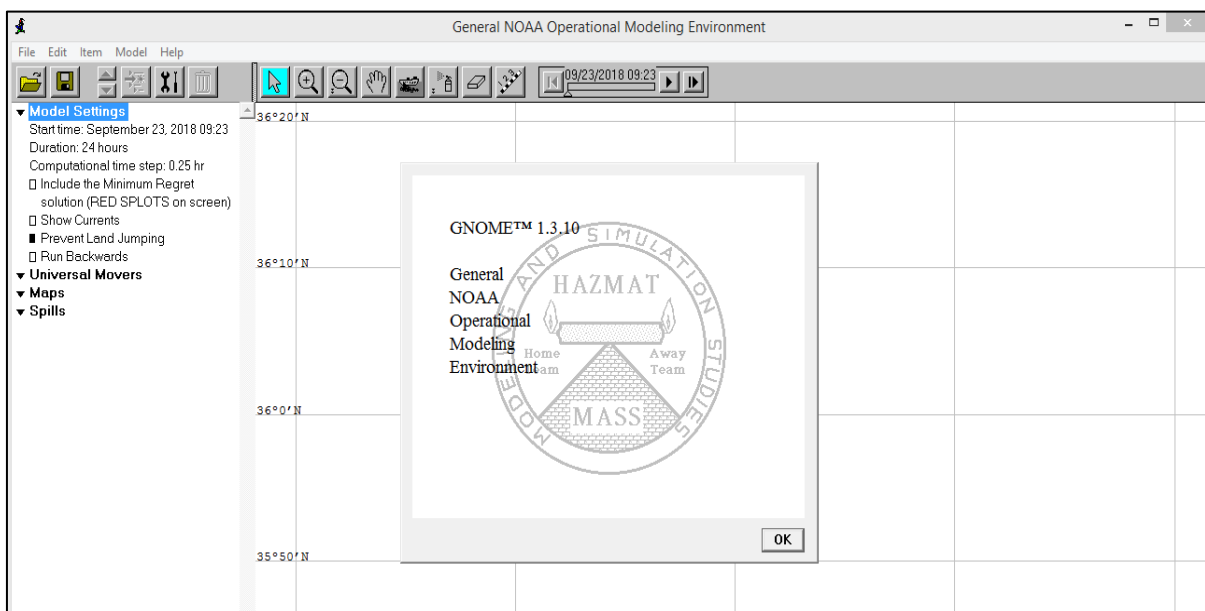 General NOAA Operational Modeling Environment
File Edit Item Model Help
09/23/2018 09:23
Model Settings
Start time: September 23, 2018 09:23
Duration: 24 hours
Computational time step: 0.25 hr
Include the Minimum Regret
solution (RED SPLOTS on screen)
Show Currents
Prevent Land Jumping
Run Backwards
Universal Movers
Maps
Spills
36°20'N
36°10'N
36°0'N
35°50'N
GNOME™ 1.3.10
General
NOAA
Operational
Modeling
Environment
MODELING AND SIMULATION STUDIES
HAZMAT
Home Team
Away Team
MASS
OK